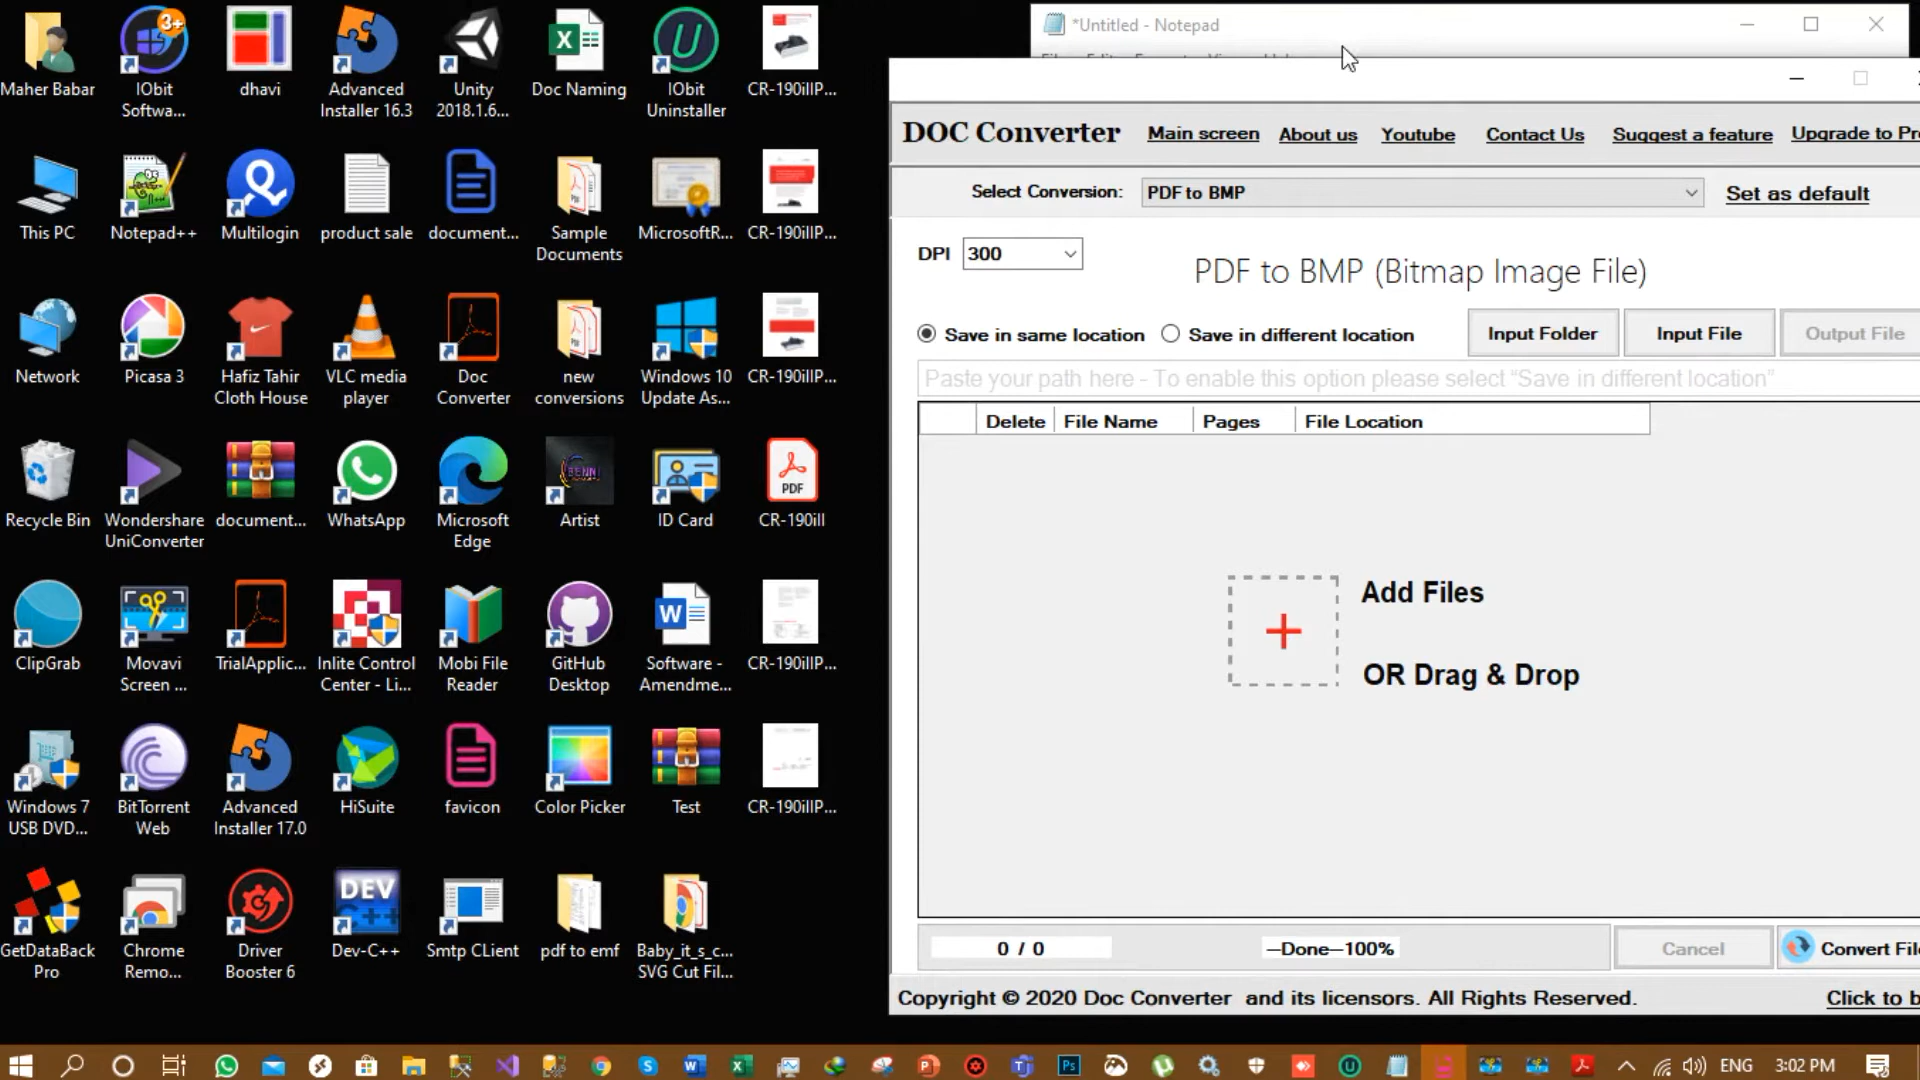 *Untitled - Notepad
DOC Converter
Main screen
About us
Youtube
Contact Us
Suggest a feature
Upgrade to Pr
Select Conversion:
PDF to BMP
Set as default
DPI
300
PDF to BMP (Bitmap Image File)
Save in same location
Save in different location
Input Folder
Input File
Output File
Paste your path here - To enable this option please select “Save in different location”
Delete
File Name
Pages
File Location
Add Files
OR Drag & Drop
0 / 0
—Done—100%
Cancel
Convert File
Copyright © 2020 Doc Converter and its licensors. All Rights Reserved.
Click to b
Maher Babar
3+
IObit
Softwa...
dhavi
Advanced
Installer 16.3
Unity
2018.1.6...
Doc Naming
IObit
Uninstaller
CR-190iIIP...
This PC
Notepad++
Multilogin
product sale
document...
Sample
Documents
MicrosoftR...
CR-190iIIP...
Network
Picasa 3
Hafiz Tahir
Cloth House
VLC media
player
Doc
Converter
new
conversions
Windows 10
Update As...
CR-190iIIP...
Recycle Bin
Wondershare
UniConverter
document...
WhatsApp
Microsoft
Edge
Artist
ID Card
PDF
CR-190iII
ClipGrab
Movavi
Screen ...
TrialApplic...
Inlite Control
Center - Li...
Mobi File
Reader
GitHub
Desktop
Software -
Amendme...
CR-190iIIP...
Windows 7
USB DVD...
BitTorrent
Web
Advanced
Installer 17.0
HiSuite
favicon
Color Picker
Test
CR-190iIIP...
GetDataBack
Pro
Chrome
Remo...
Driver
Booster 6
DEV
C++
Dev-C++
Smtp CLient
pdf to emf
Baby_it_s_c...
SVG Cut Fil...
ENG
3:02 PM